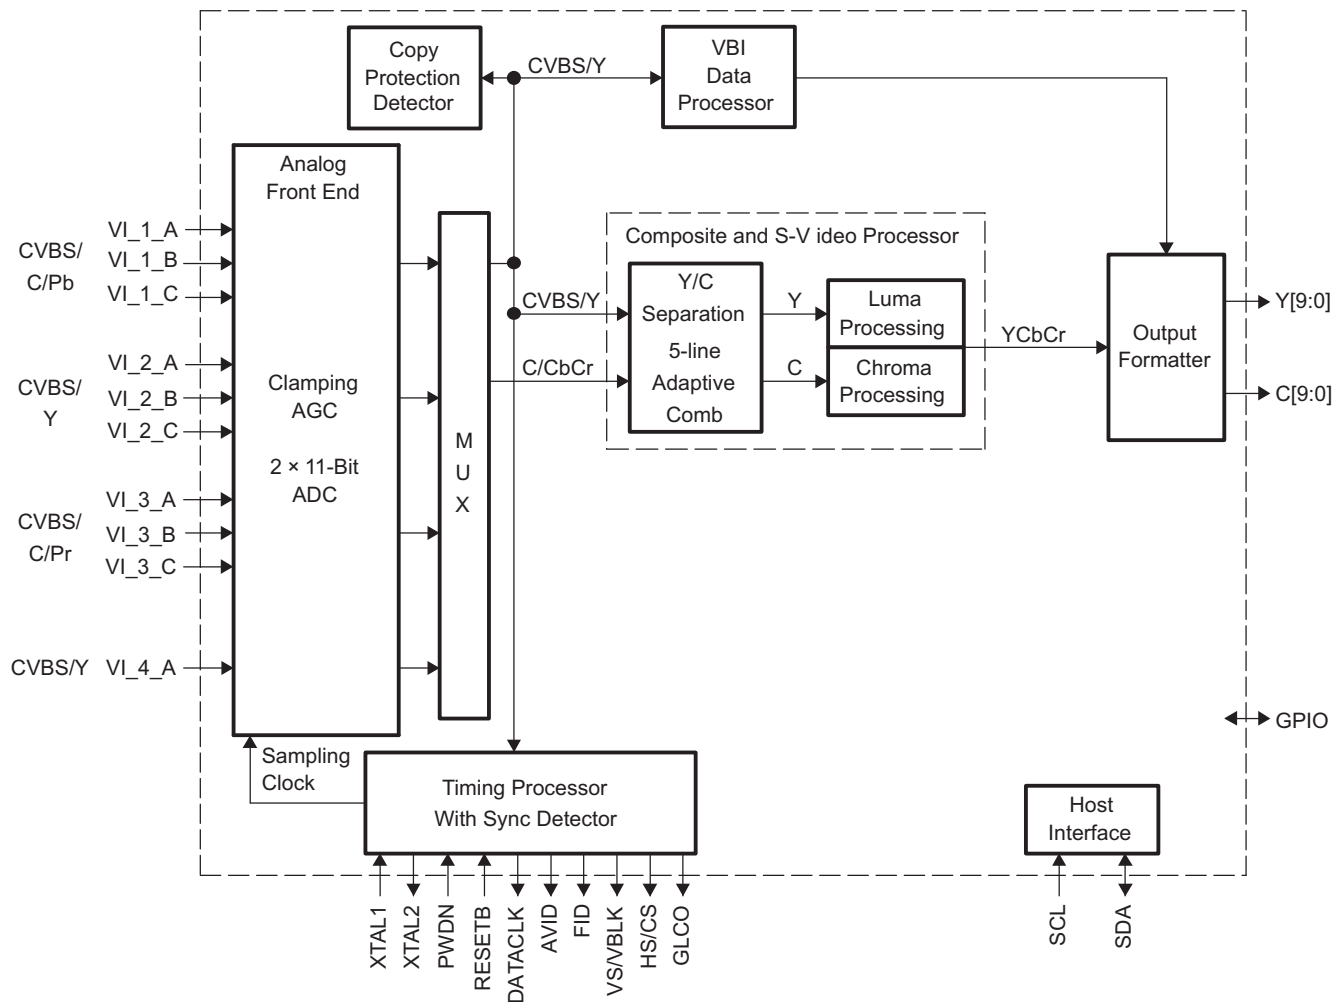 Copy
Protection
Detector
CVBS/Y
VBI
Data
Processor
Analog
Front End
Clamping
AGC
2 × 11-Bit
ADC
CVBS/
C/Pb
VI_1_A
VI_1_B
VI_1_C
CVBS/
Y
VI_2_A
VI_2_B
VI_2_C
CVBS/
C/Pr
VI_3_A
VI_3_B
VI_3_C
CVBS/Y
VI_4_A
M
U
X
Composite and S-V ideo Processor
CVBS/Y
C/CbCr
Y/C
Separation
5-line
Adaptive
Comb
Y
C
Luma
Processing
Chroma
Processing
YCbCr
Output
Formatter
Y[9:0]
C[9:0]
GPIO
Sampling
Clock
Timing Processor
With Sync Detector
Host
Interface
XTAL1
XTAL2
PWDN
RESETB
DATACLK
AVID
FID
VS/VBLK
HS/CS
GLCO
SCL
SDA